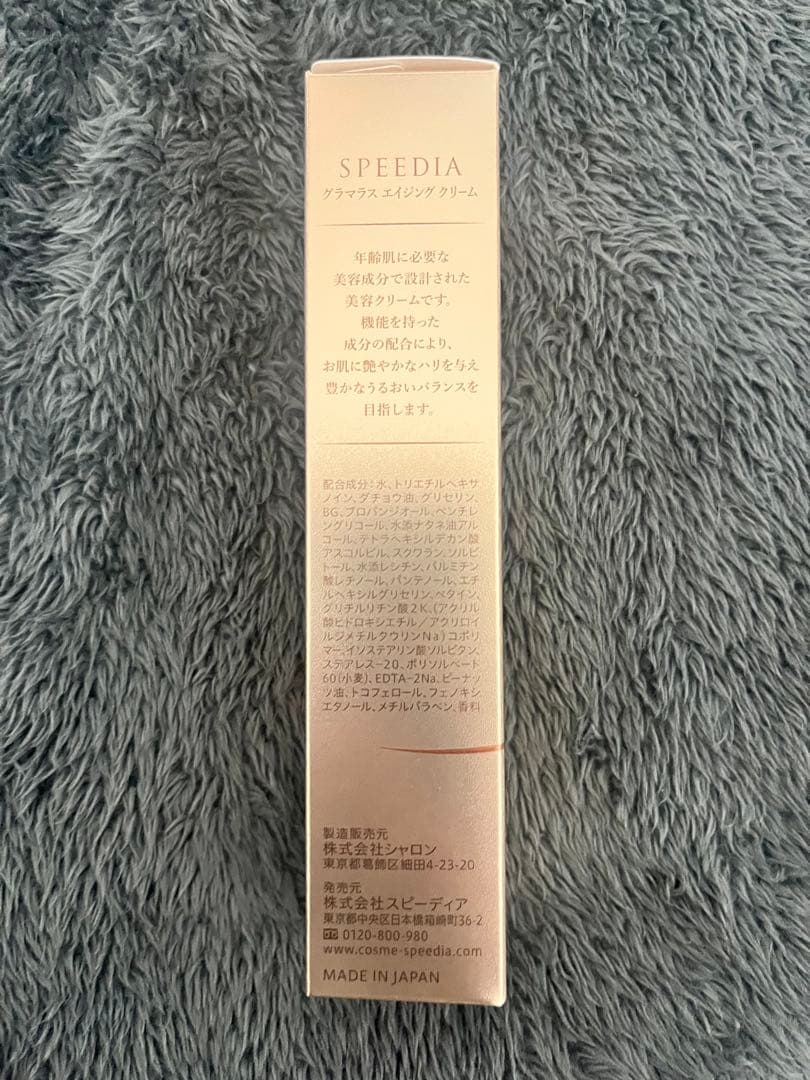 SPEEDIA
グラマラス エイジング クリーム
年齢肌に必要な
美容成分で設計された
美容クリームです。
機能を持った
成分の配合により、
お肌に艶やかなハリを与え
豊かなうるおいバランスを
目指します。
配合成分：水、トリエチルヘキサ
ノイン、ダチョウ油、グリセリン、
BG、プロパンジオール、ペンチレ
ングリコール、水添ナタネ油アル
コール、テトラヘキシルデカン酸
アスコルビル、スクワラン、ソルビ
トール、水添レシチン、パルミチン
酸レチノール、パンテノール、エチ
ルヘキシルグリセリン、ベタイン、
グリチルリチン酸2K、(アクリル
酸ヒドロキシエチル／アクリロイ
ルジメチルタウリンNa)コポリ
マー、イソステアリン酸ソルビタン、
ステアレス-20、ポリソルベート
60(小麦)、EDTA-2Na、ピーナッ
ツ油、トコフェロール、フェノキシ
エタノール、メチルパラベン、香料
製造販売元
株式会社シャロン
東京都葛飾区細田4-23-20
発売元
株式会社スピーディア
東京都中央区日本橋箱崎町36-2
0120-800-980
www.cosme-speedia.com
MADE IN JAPAN